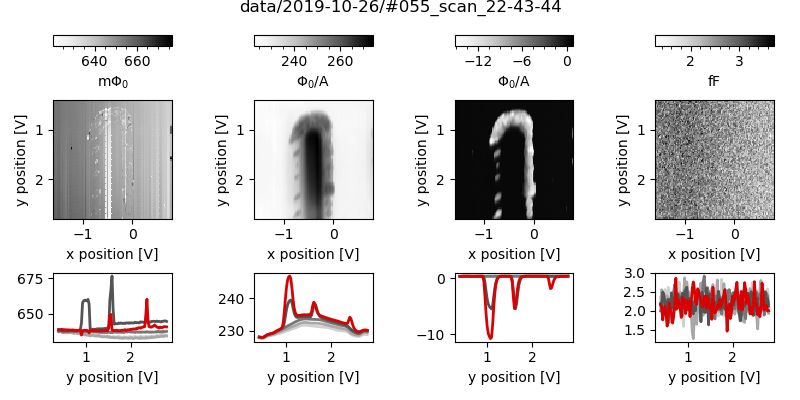 data/2019-10-26/#055_scan_22-43-44
640 660 240 260 −12 −6 0 2 3
mΦ0 Φ0/A Φ0/A fF
y position [V] y position [V] y position [V] y position [V]
1 2 1 2 1 2 1 2
−1 0 −1 0 −1 0 −1 0
x position [V] x position [V] x position [V] x position [V]
675 650 240 230 0 −10 3.0 2.5 2.0 1.5
1 2 1 2 1 2 1 2
y position [V] y position [V] y position [V] y position [V]